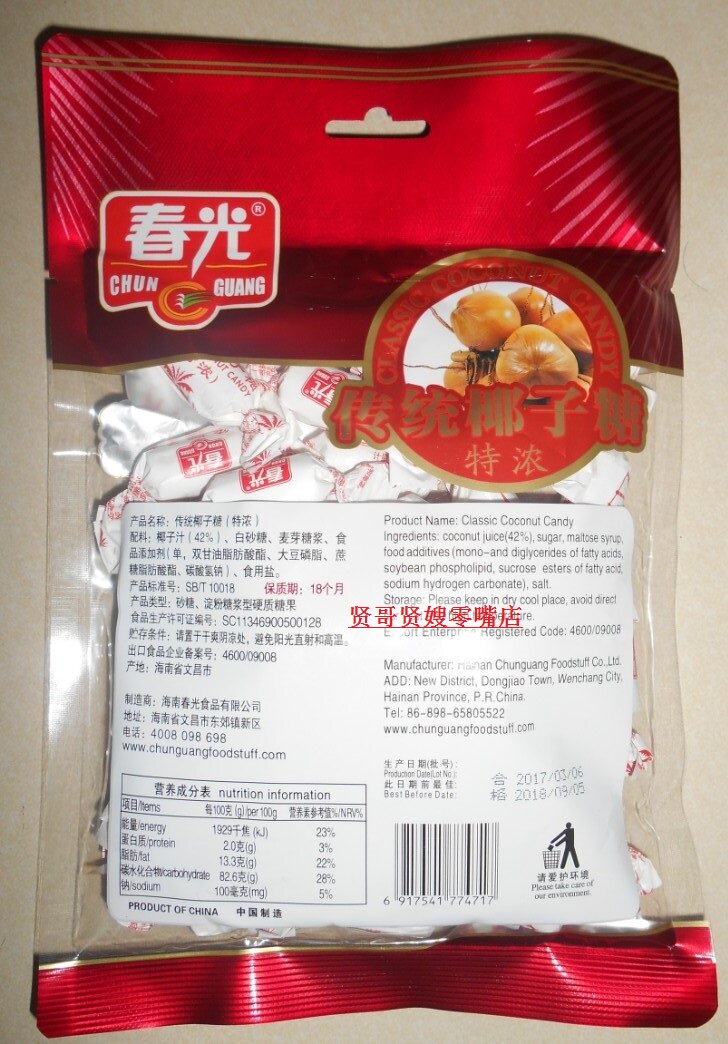 春光®
CHUN GUANG
CLASSIC COCONUT CANDY
传统椰子糖
特浓
产品名称：传统椰子糖（特浓）
配料：椰子汁（42%）、白砂糖、麦芽糖浆、食
品添加剂（单，双甘油脂肪酸酯、大豆磷脂、蔗
糖脂肪酸酯、碳酸氢钠）、食用盐。
产品标准号：SB/T 10018 保质期：18个月
产品类型：砂糖、淀粉糖浆型硬质糖果
食品生产许可证编号：SC11346900500128
贮存条件：请置于干爽阴凉处，避免阳光直射和高温。
出口食品企业备案号：4600/09008
产地：海南省文昌市
制造商：海南春光食品有限公司
地址：海南省文昌市东郊镇新区
电话：4008 098 698
www.chunguangfoodstuff.com
Product Name: Classic Coconut Candy
Ingredients: coconut juice(42%), sugar, maltose syrup,
food additives (mono-and diglycerides of fatty acids,
soybean phospholipid, sucrose esters of fatty acid,
sodium hydrogen carbonate), salt.
Storage: Please keep in dry cool place, avoid direct
贤哥贤嫂零嘴店
Registered Code: 4600/09008
Manufacturer: Hainan Chunguang Foodstuff Co.,Ltd.
ADD: New District, Dongjiao Town, Wenchang City,
Hainan Province, P.R.China.
Tel: 86-898-65805522
www.chunguangfoodstuff.com
生产日期(批号)：
Production Date(Lot No.):
此日期前最佳：
Best Before Date:
合 2017/03/06
格 2018/09/05
营养成分表 nutrition information
项目/Items 每100克 (g)/per 100g 营养素参考值%/NRV%
能量/energy 1929千焦 (kJ) 23%
蛋白质/protein 2.0克(g) 3%
脂肪/fat 13.3克(g) 22%
碳水化合物/carbohydrate 82.6克(g) 28%
钠/sodium 100毫克(mg) 5%
PRODUCT OF CHINA 中国制造
6 917541 774717
请爱护环境
Please take care of
our environment.